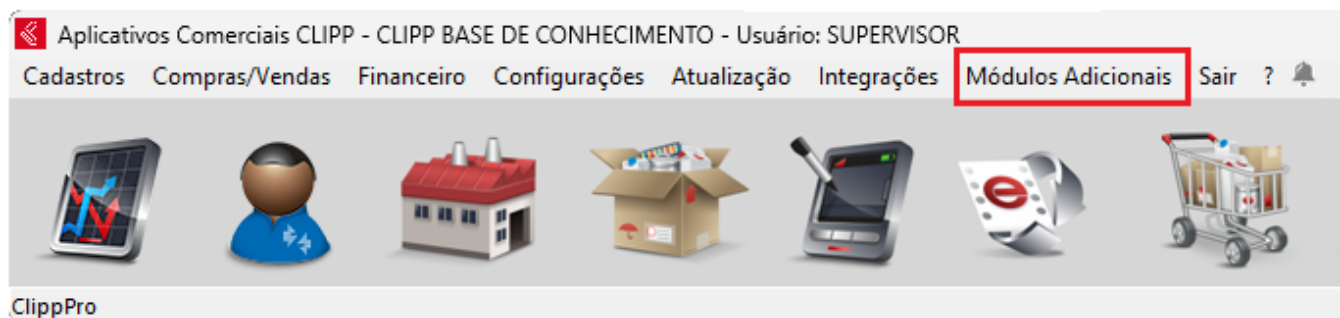 Aplicativos Comerciais CLIPP - CLIPP BASE DE CONHECIMENTO - Usuário: SUPERVISOR
Cadastros Compras/Vendas Financeiro Configurações Atualização Integrações Módulos Adicionais Sair ?
e
ClippPro